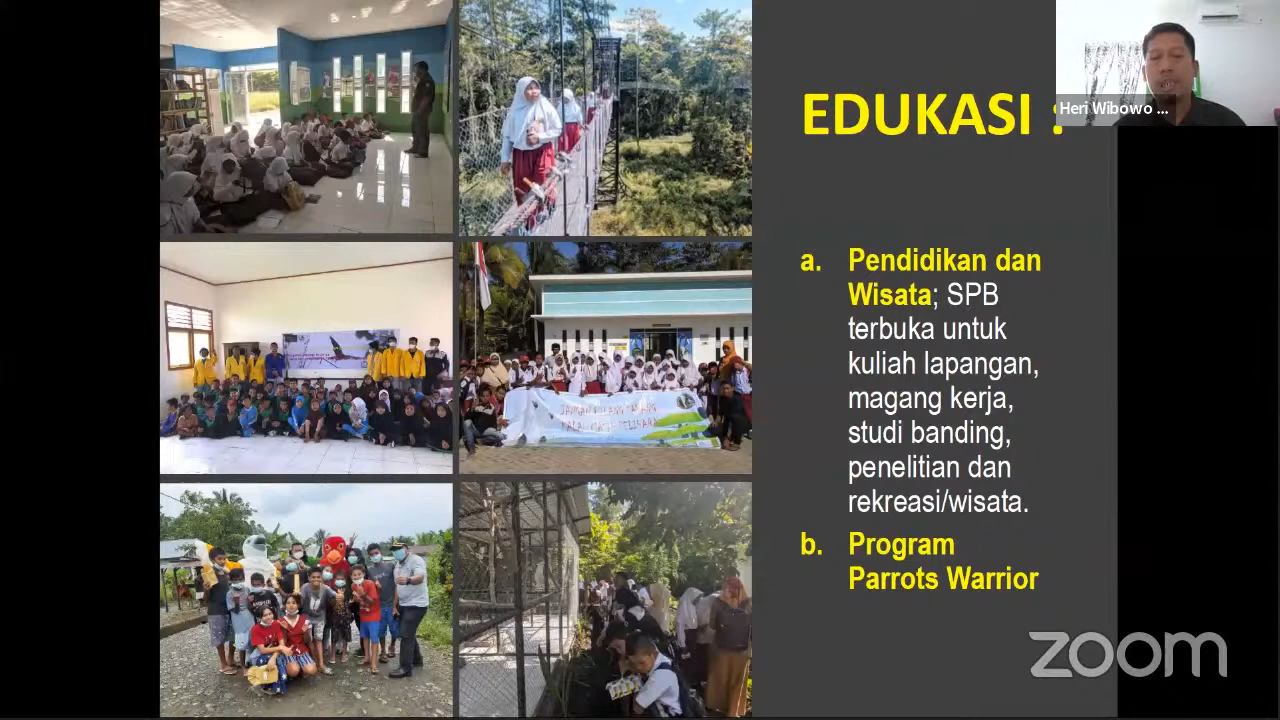 EDUKASI :
Heri Wibowo ...
a. Pendidikan dan
Wisata; SPB
terbuka untuk
kuliah lapangan,
magang kerja,
studi banding,
penelitian dan
rekreasi/wisata.
b. Program
Parrots Warrior
zoom